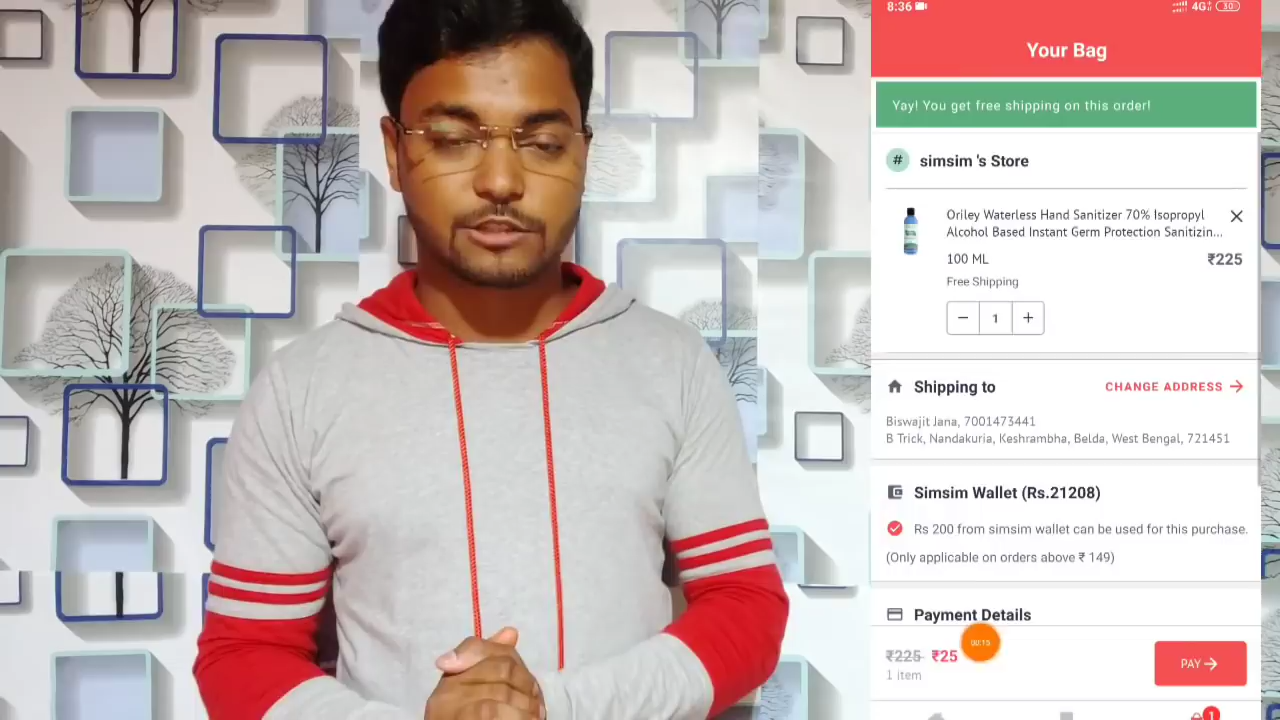 8:36
4G
30
Your Bag
Yay! You get free shipping on this order!
# simsim 's Store
Oriley Waterless Hand Sanitizer 70% Isopropyl
Alcohol Based Instant Germ Protection Sanitizin...
100 ML
₹225
Free Shipping
1
Shipping to
CHANGE ADDRESS
Biswajit Jana, 7001473441
B Trick, Nandakuria, Keshrambha, Belda, West Bengal, 721451
Simsim Wallet (Rs.21208)
Rs 200 from simsim wallet can be used for this purchase.
(Only applicable on orders above ₹ 149)
Payment Details
₹225 ₹25
1 item
PAY
1